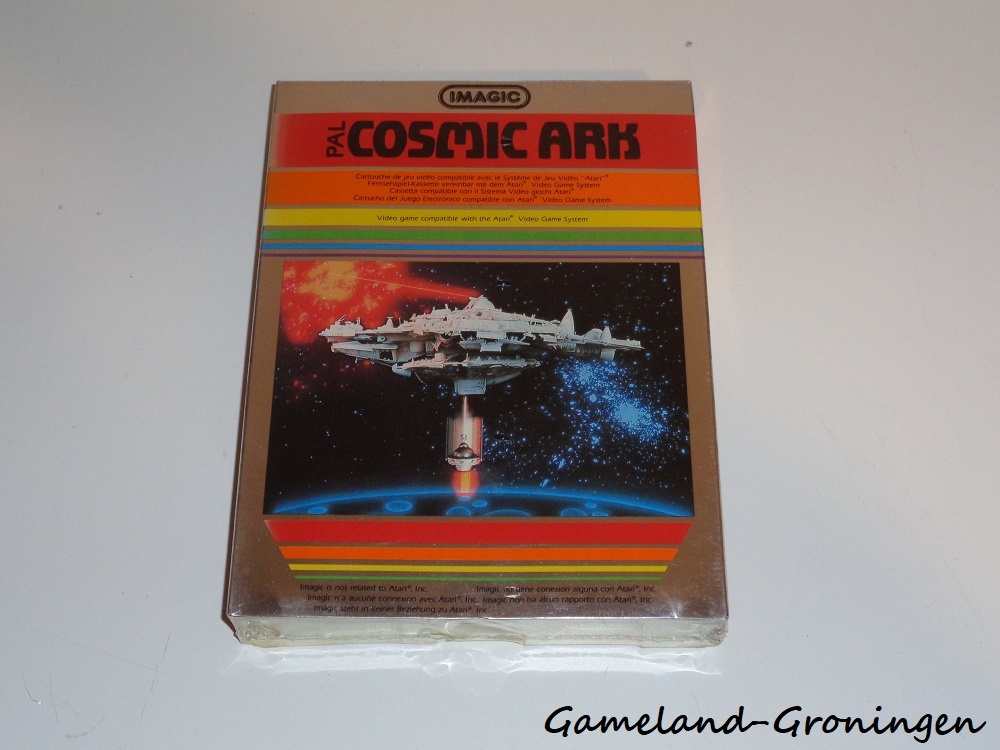 IMAGIC
PAL COSMIC ARK
Cartouche de jeu vidéo compatible avec le Système de Jeu Vidéo "Atari"®
Fernsehspiel-Kassette vereinbar mit dem Atari® Video Game System
Cassetta compatibile con il Sistema Video giochi Atari®
Cartucho del Juego Electrónico compatible con Atari® Video Game System
Video game compatible with the Atari® Video Game System
Imagic is not related to Atari®, Inc. Imagic no tiene conexión alguna con Atari®, Inc.
Imagic n'a aucune connexion avec Atari®, Inc. Imagic non ha alcun rapporto con Atari®, Inc.
Imagic steht in keiner Beziehung zu Atari®, Inc.
Gameland-Groningen